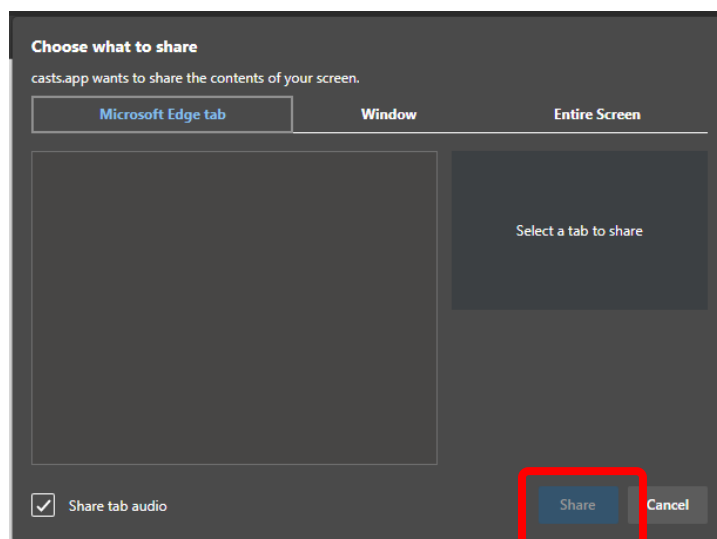 Choose what to share
casts.app wants to share the contents of your screen.
Microsoft Edge tab Window Entire Screen
Select a tab to share
Share tab audio Share Cancel